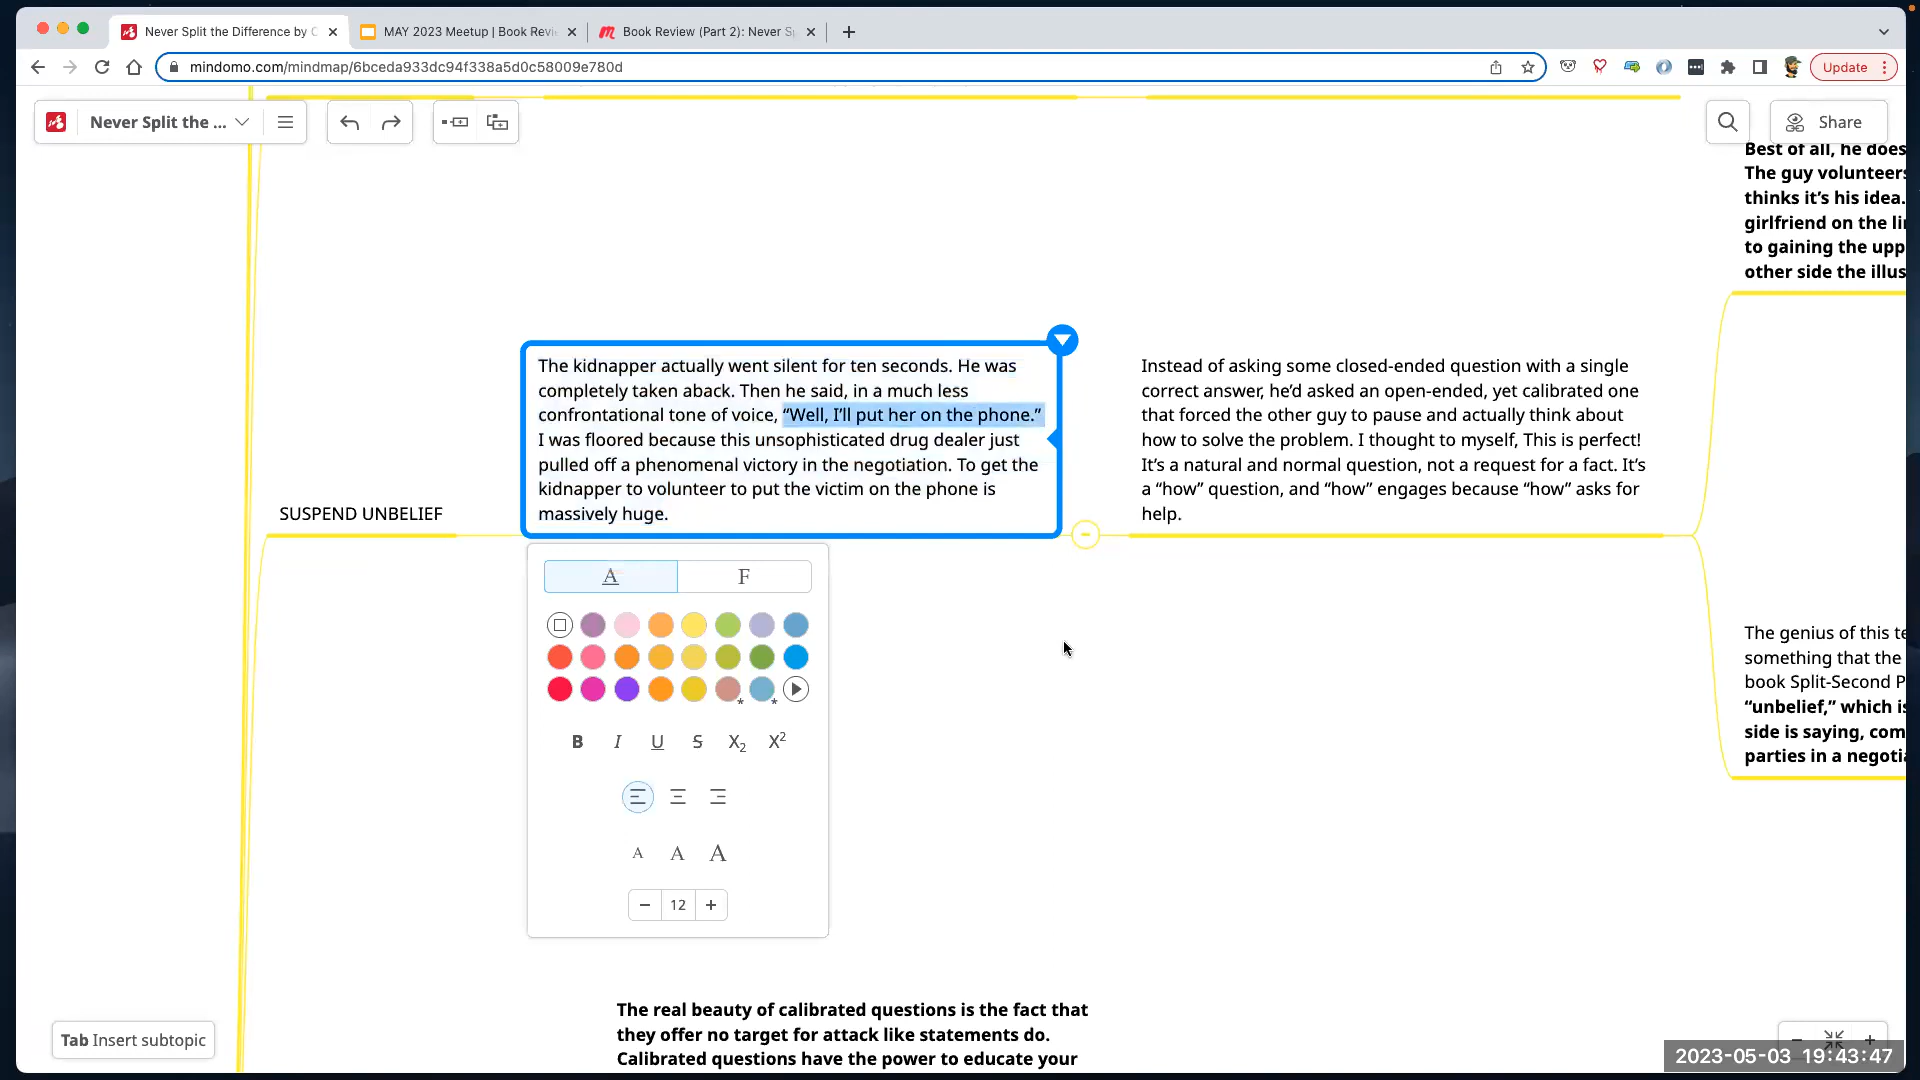 Never Split the Difference by C
MAY 2023 Meetup | Book Revi
Book Review (Part 2): Never S
mindomo.com/mindmap/6bceda933dc94f338a5d0c58009e780d
Update
Never Split the ...
Share
Best of all, he does
The guy volunteers
thinks it’s his idea.
girlfriend on the li
to gaining the upp
other side the illus
The kidnapper actually went silent for ten seconds. He was
completely taken aback. Then he said, in a much less
confrontational tone of voice, “Well, I’ll put her on the phone.”
I was floored because this unsophisticated drug dealer just
pulled off a phenomenal victory in the negotiation. To get the
kidnapper to volunteer to put the victim on the phone is
massively huge.
Instead of asking some closed-ended question with a single
correct answer, he’d asked an open-ended, yet calibrated one
that forced the other guy to pause and actually think about
how to solve the problem. I thought to myself, This is perfect!
It’s a natural and normal question, not a request for a fact. It’s
a “how” question, and “how” engages because “how” asks for
help.
SUSPEND UNBELIEF
A F
B I U S X2 X2
A A A
− 12 +
The genius of this te
something that the
book Split-Second P
“unbelief,” which is
side is saying, com
parties in a negotia
The real beauty of calibrated questions is the fact that
they offer no target for attack like statements do.
Calibrated questions have the power to educate your
Tab Insert subtopic
2023-05-03 19:43:47